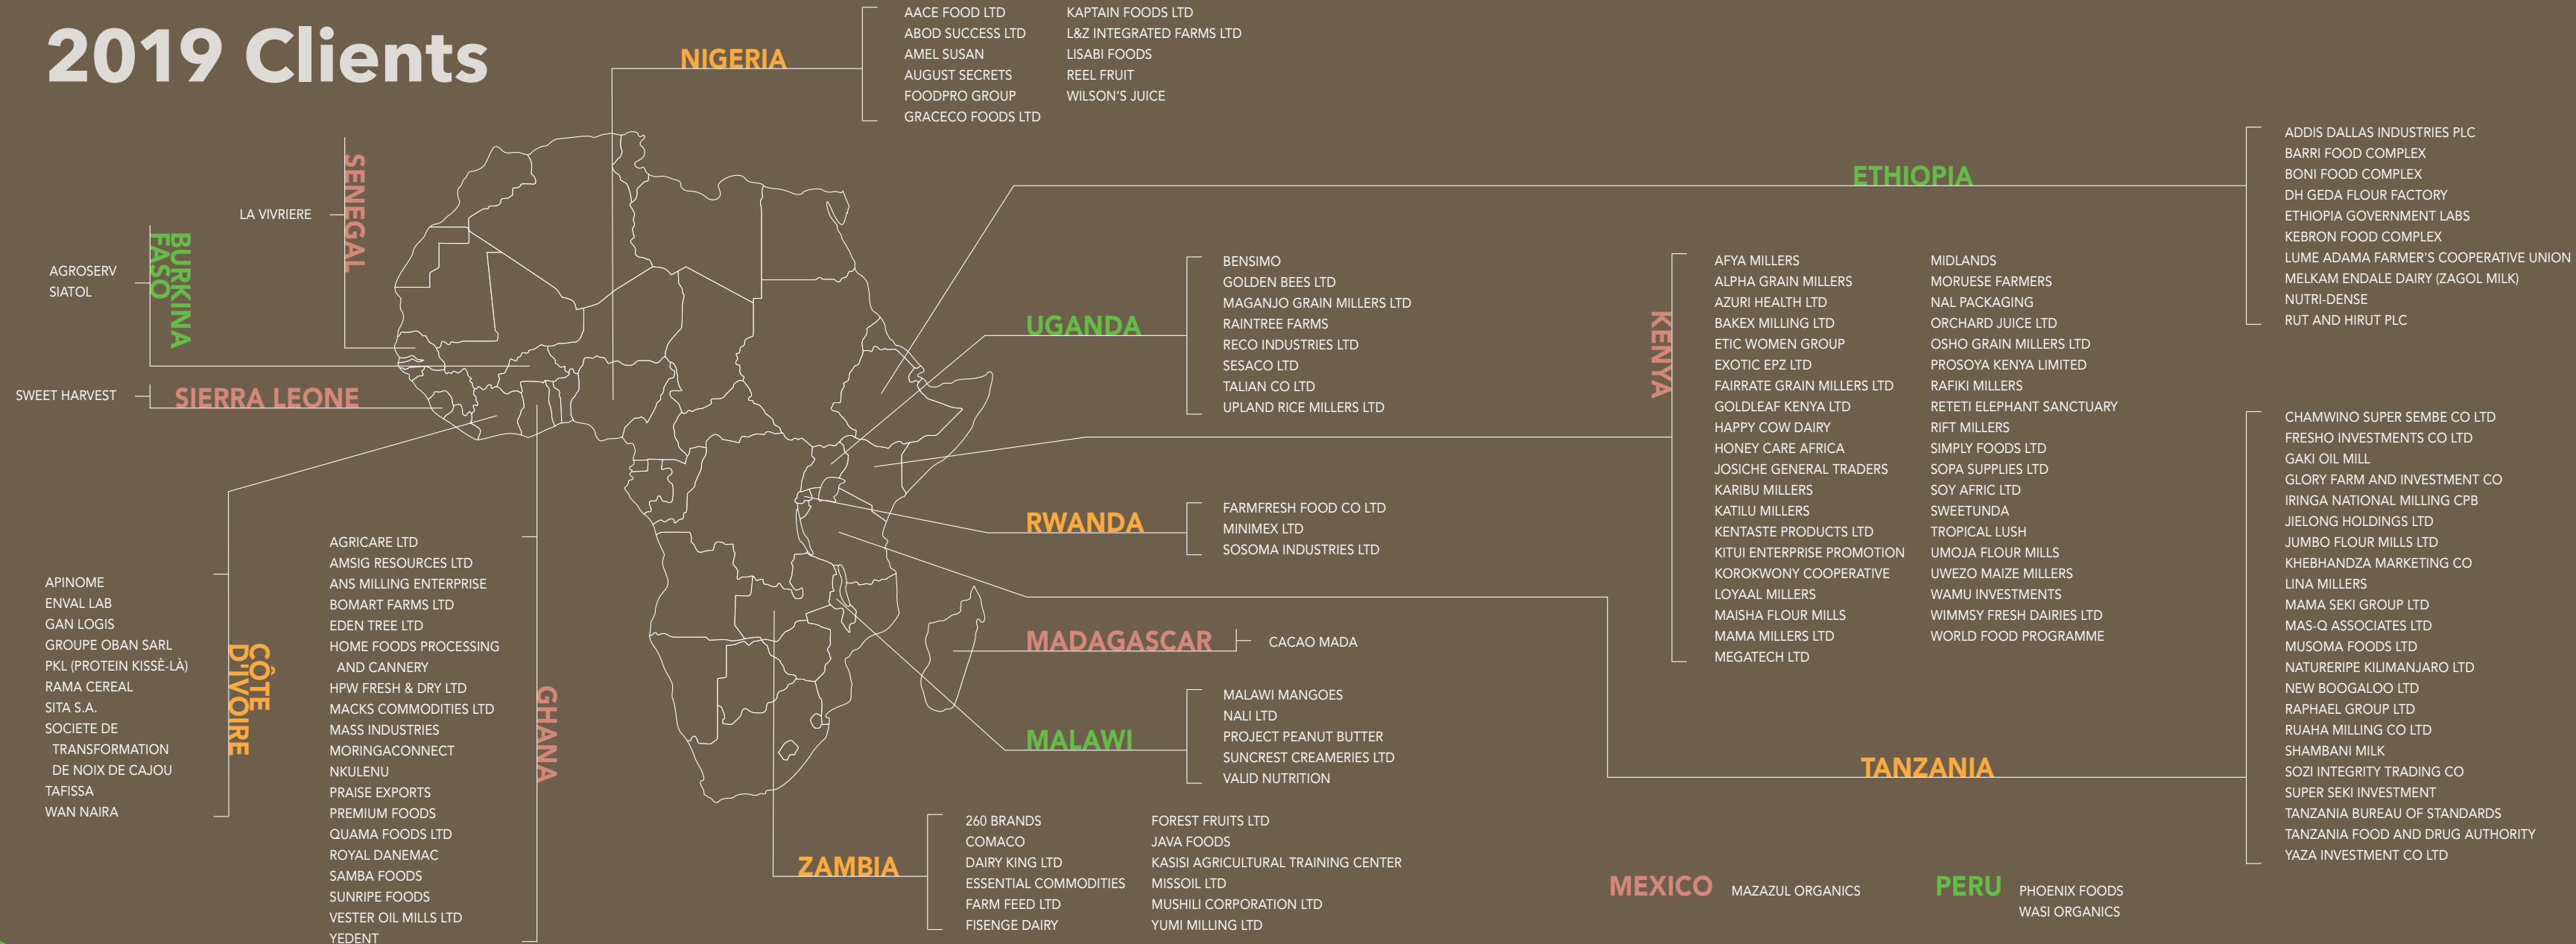 2019 Clients
NIGERIA
AACE FOOD LTD
ABOD SUCCESS LTD
AMEL SUSAN
AUGUST SECRETS
FOODPRO GROUP
GRACECO FOODS LTD
KAPTAIN FOODS LTD
L&Z INTEGRATED FARMS LTD
LISABI FOODS
REEL FRUIT
WILSON’S JUICE
SENEGAL
LA VIVRIERE
BURKINA
FASO
AGROSERV
SIATOL
SIERRA LEONE
SWEET HARVEST
CÔTE
D'IVOIRE
APINOME
ENVAL LAB
GAN LOGIS
GROUPE OBAN SARL
PKL (PROTEIN KISSÈ-LÀ)
RAMA CEREAL
SITA S.A.
SOCIETE DE
TRANSFORMATION
DE NOIX DE CAJOU
TAFISSA
WAN NAIRA
GHANA
AGRICARE LTD
AMSIG RESOURCES LTD
ANS MILLING ENTERPRISE
BOMART FARMS LTD
EDEN TREE LTD
HOME FOODS PROCESSING
AND CANNERY
HPW FRESH & DRY LTD
MACKS COMMODITIES LTD
MASS INDUSTRIES
MORINGACONNECT
NKULENU
PRAISE EXPORTS
PREMIUM FOODS
QUAMA FOODS LTD
ROYAL DANEMAC
SAMBA FOODS
SUNRIPE FOODS
VESTER OIL MILLS LTD
YEDENT
UGANDA
BENSIMO
GOLDEN BEES LTD
MAGANJO GRAIN MILLERS LTD
RAINTREE FARMS
RECO INDUSTRIES LTD
SESACO LTD
TALIAN CO LTD
UPLAND RICE MILLERS LTD
RWANDA
FARMFRESH FOOD CO LTD
MINIMEX LTD
SOSOMA INDUSTRIES LTD
MADAGASCAR
CACAO MADA
MALAWI
MALAWI MANGOES
NALI LTD
PROJECT PEANUT BUTTER
SUNCREST CREAMERIES LTD
VALID NUTRITION
ZAMBIA
260 BRANDS
COMACO
DAIRY KING LTD
ESSENTIAL COMMODITIES
FARM FEED LTD
FISENGE DAIRY
FOREST FRUITS LTD
JAVA FOODS
KASISI AGRICULTURAL TRAINING CENTER
MISSOIL LTD
MUSHILI CORPORATION LTD
YUMI MILLING LTD
ETHIOPIA
ADDIS DALLAS INDUSTRIES PLC
BARRI FOOD COMPLEX
BONI FOOD COMPLEX
DH GEDA FLOUR FACTORY
ETHIOPIA GOVERNMENT LABS
KEBRON FOOD COMPLEX
LUME ADAMA FARMER'S COOPERATIVE UNION
MELKAM ENDALE DAIRY (ZAGOL MILK)
NUTRI-DENSE
RUT AND HIRUT PLC
KENYA
AFYA MILLERS
ALPHA GRAIN MILLERS
AZURI HEALTH LTD
BAKEX MILLING LTD
ETIC WOMEN GROUP
EXOTIC EPZ LTD
FAIRRATE GRAIN MILLERS LTD
GOLDLEAF KENYA LTD
HAPPY COW DAIRY
HONEY CARE AFRICA
JOSICHE GENERAL TRADERS
KARIBU MILLERS
KATILU MILLERS
KENTASTE PRODUCTS LTD
KITUI ENTERPRISE PROMOTION
KOROKWONY COOPERATIVE
LOYAAL MILLERS
MAISHA FLOUR MILLS
MAMA MILLERS LTD
MEGATECH LTD
MIDLANDS
MORUESE FARMERS
NAL PACKAGING
ORCHARD JUICE LTD
OSHO GRAIN MILLERS LTD
PROSOYA KENYA LIMITED
RAFIKI MILLERS
RETETI ELEPHANT SANCTUARY
RIFT MILLERS
SIMPLY FOODS LTD
SOPA SUPPLIES LTD
SOY AFRIC LTD
SWEETUNDA
TROPICAL LUSH
UMOJA FLOUR MILLS
UWEZO MAIZE MILLERS
WAMU INVESTMENTS
WIMMSY FRESH DAIRIES LTD
WORLD FOOD PROGRAMME
TANZANIA
CHAMWINO SUPER SEMBE CO LTD
FRESHO INVESTMENTS CO LTD
GAKI OIL MILL
GLORY FARM AND INVESTMENT CO
IRINGA NATIONAL MILLING CPB
JIELONG HOLDINGS LTD
JUMBO FLOUR MILLS LTD
KHEBHANDZA MARKETING CO
LINA MILLERS
MAMA SEKI GROUP LTD
MAS-Q ASSOCIATES LTD
MUSOMA FOODS LTD
NATURERIPE KILIMANJARO LTD
NEW BOOGALOO LTD
RAPHAEL GROUP LTD
RUAHA MILLING CO LTD
SHAMBANI MILK
SOZI INTEGRITY TRADING CO
SUPER SEKI INVESTMENT
TANZANIA BUREAU OF STANDARDS
TANZANIA FOOD AND DRUG AUTHORITY
YAZA INVESTMENT CO LTD
MEXICO
MAZAZUL ORGANICS
PERU
PHOENIX FOODS
WASI ORGANICS